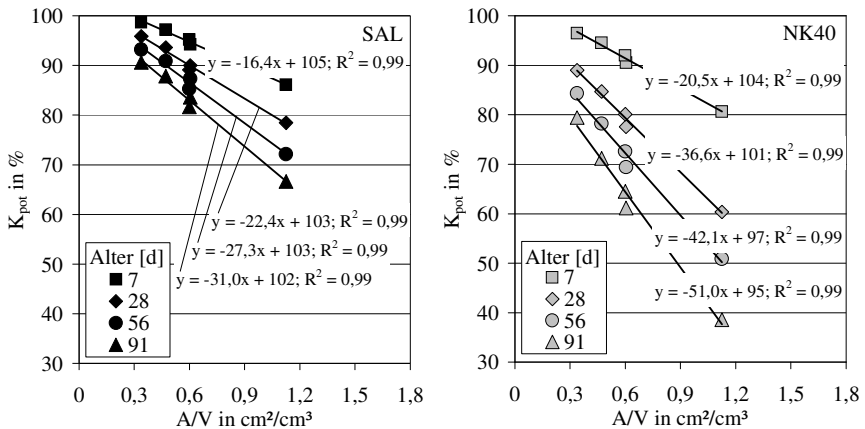 SAL
K_pot in %
100
90
80
70
60
50
40
30
y = -16,4x + 105; R² = 0,99
y = -22,4x + 103; R² = 0,99
y = -27,3x + 103; R² = 0,99
y = -31,0x + 102; R² = 0,99
Alter [d]
7
28
56
91
0 0,3 0,6 0,9 1,2 1,5 1,8
A/V in cm²/cm³
NK40
K_pot in %
100
90
80
70
60
50
40
30
y = -20,5x + 104; R² = 0,99
y = -36,6x + 101; R² = 0,99
y = -42,1x + 97; R² = 0,99
y = -51,0x + 95; R² = 0,99
Alter [d]
7
28
56
91
0 0,3 0,6 0,9 1,2 1,5 1,8
A/V in cm²/cm³